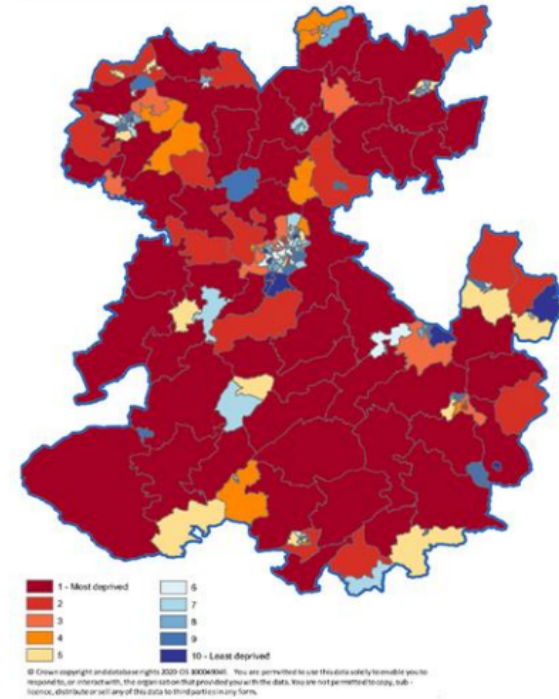 1 - Most deprived
2
3
4
5
6
7
8
9
10 - Least deprived
© Crown copyright and database rights 2020 OS 100049049. You are permitted to use this data solely to enable you to
respond to, or interact with, the organisation that provided you with the data. You are not permitted to copy, sub -
licence, distribute or sell any of this data to third parties in any form.